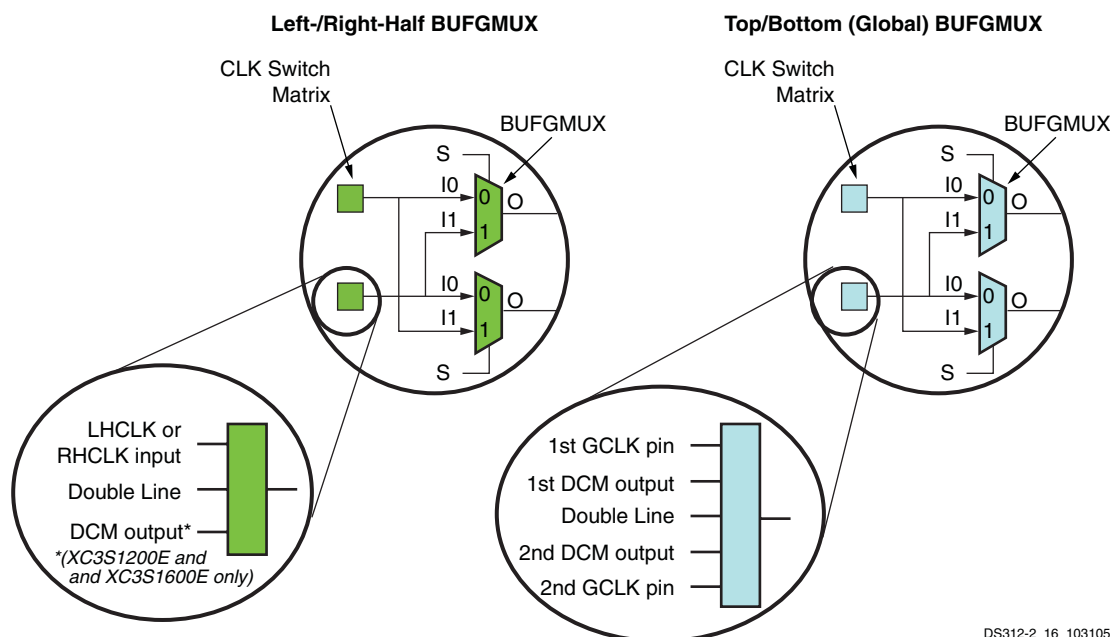 Left-/Right-Half BUFGMUX
CLK Switch
Matrix
BUFGMUX
S
I0
0
O
I1
1
I0
0
O
I1
1
S
LHCLK or
RHCLK input
Double Line
DCM output*
*(XC3S1200E and
and XC3S1600E only)
Top/Bottom (Global) BUFGMUX
CLK Switch
Matrix
BUFGMUX
S
I0
0
O
I1
1
I0
0
O
I1
1
S
1st GCLK pin
1st DCM output
Double Line
2nd DCM output
2nd GCLK pin
DS312-2_16_103105